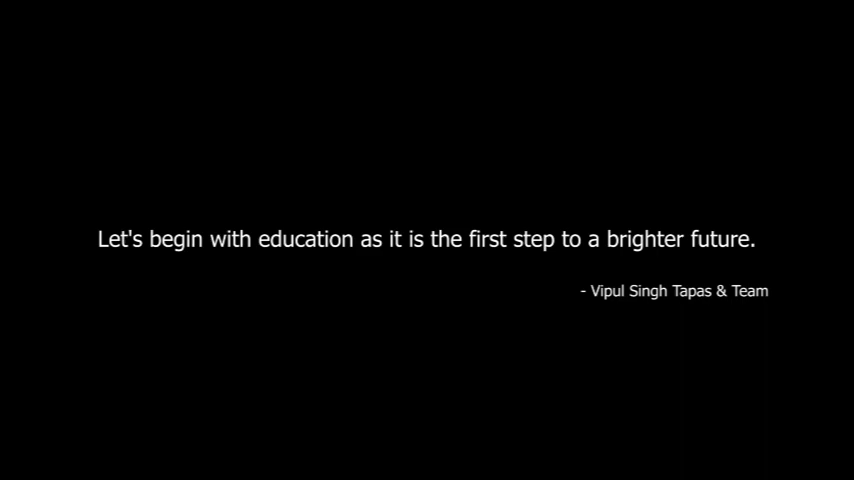 Let's begin with education as it is the first step to a brighter future.
- Vipul Singh Tapas & Team